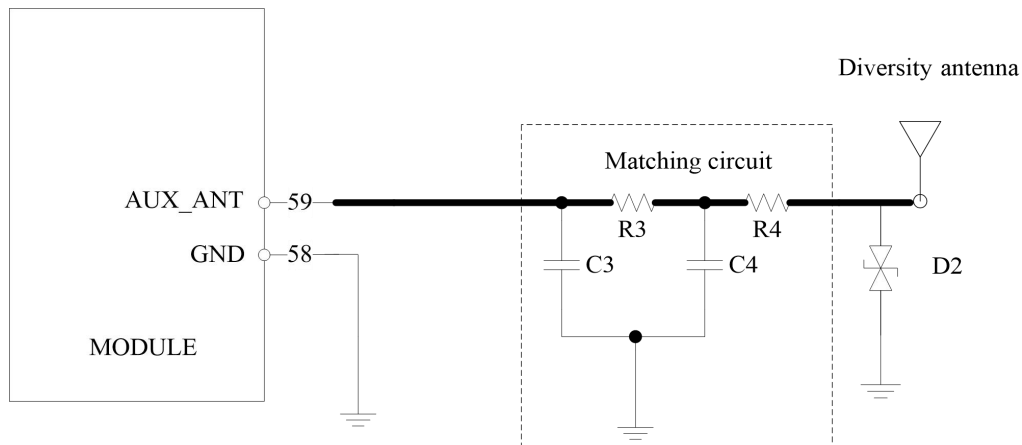 Diversity antenna
Matching circuit
AUX_ANT 59
R3 R4
GND 58
C3 C4 D2
MODULE